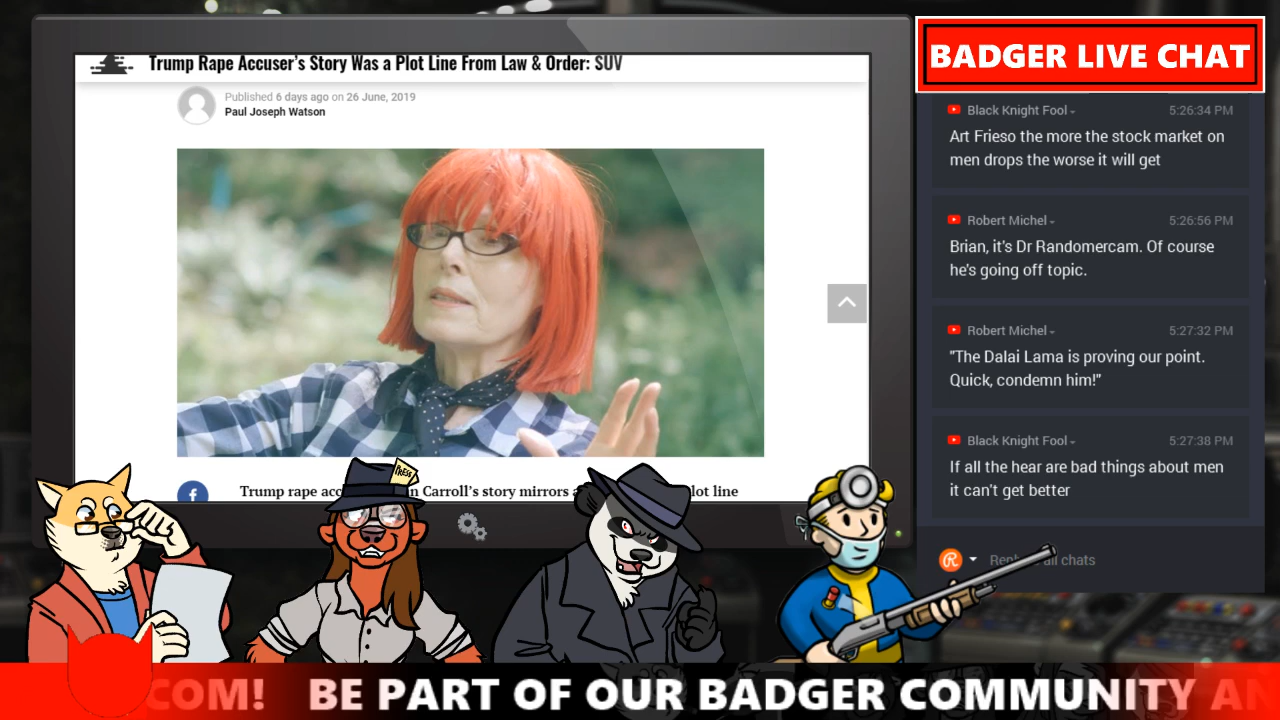 Trump Rape Accuser's Story Was a Plot Line From Law & Order: SUV
Published 6 days ago on 26 June, 2019
Paul Joseph Watson
f
Trump rape
Carroll's story mirrors
lot line
PRESS
BADGER LIVE CHAT
Black Knight Fool
5:26:34 PM
Art Frieso the more the stock market on
men drops the worse it will get
Robert Michel
5:26:56 PM
Brian, it's Dr Randomercam. Of course
he's going off topic.
Robert Michel
5:27:32 PM
"The Dalai Lama is proving our point.
Quick, condemn him!"
Black Knight Fool
5:27:38 PM
If all the hear are bad things about men
it can't get better
all chats
COM! BE PART OF OUR BADGER COMMUNITY AN